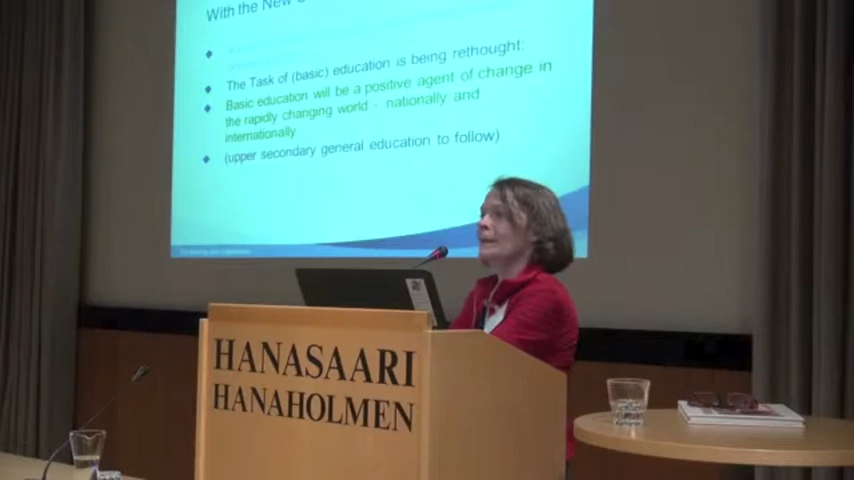 With the New
The Task of (basic) education is being rethought:
Basic education will be a positive agent of change in
the rapidly changing world - nationally and
internationally
(upper secondary general education to follow)
HANASAARI
HANAHOLMEN